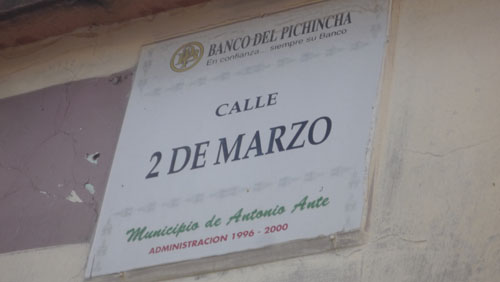 BANCO DEL PICHINCHA
En confianza... siempre su Banco
CALLE
2 DE MARZO
Municipio de Antonio Ante
ADMINISTRACION 1996 - 2000